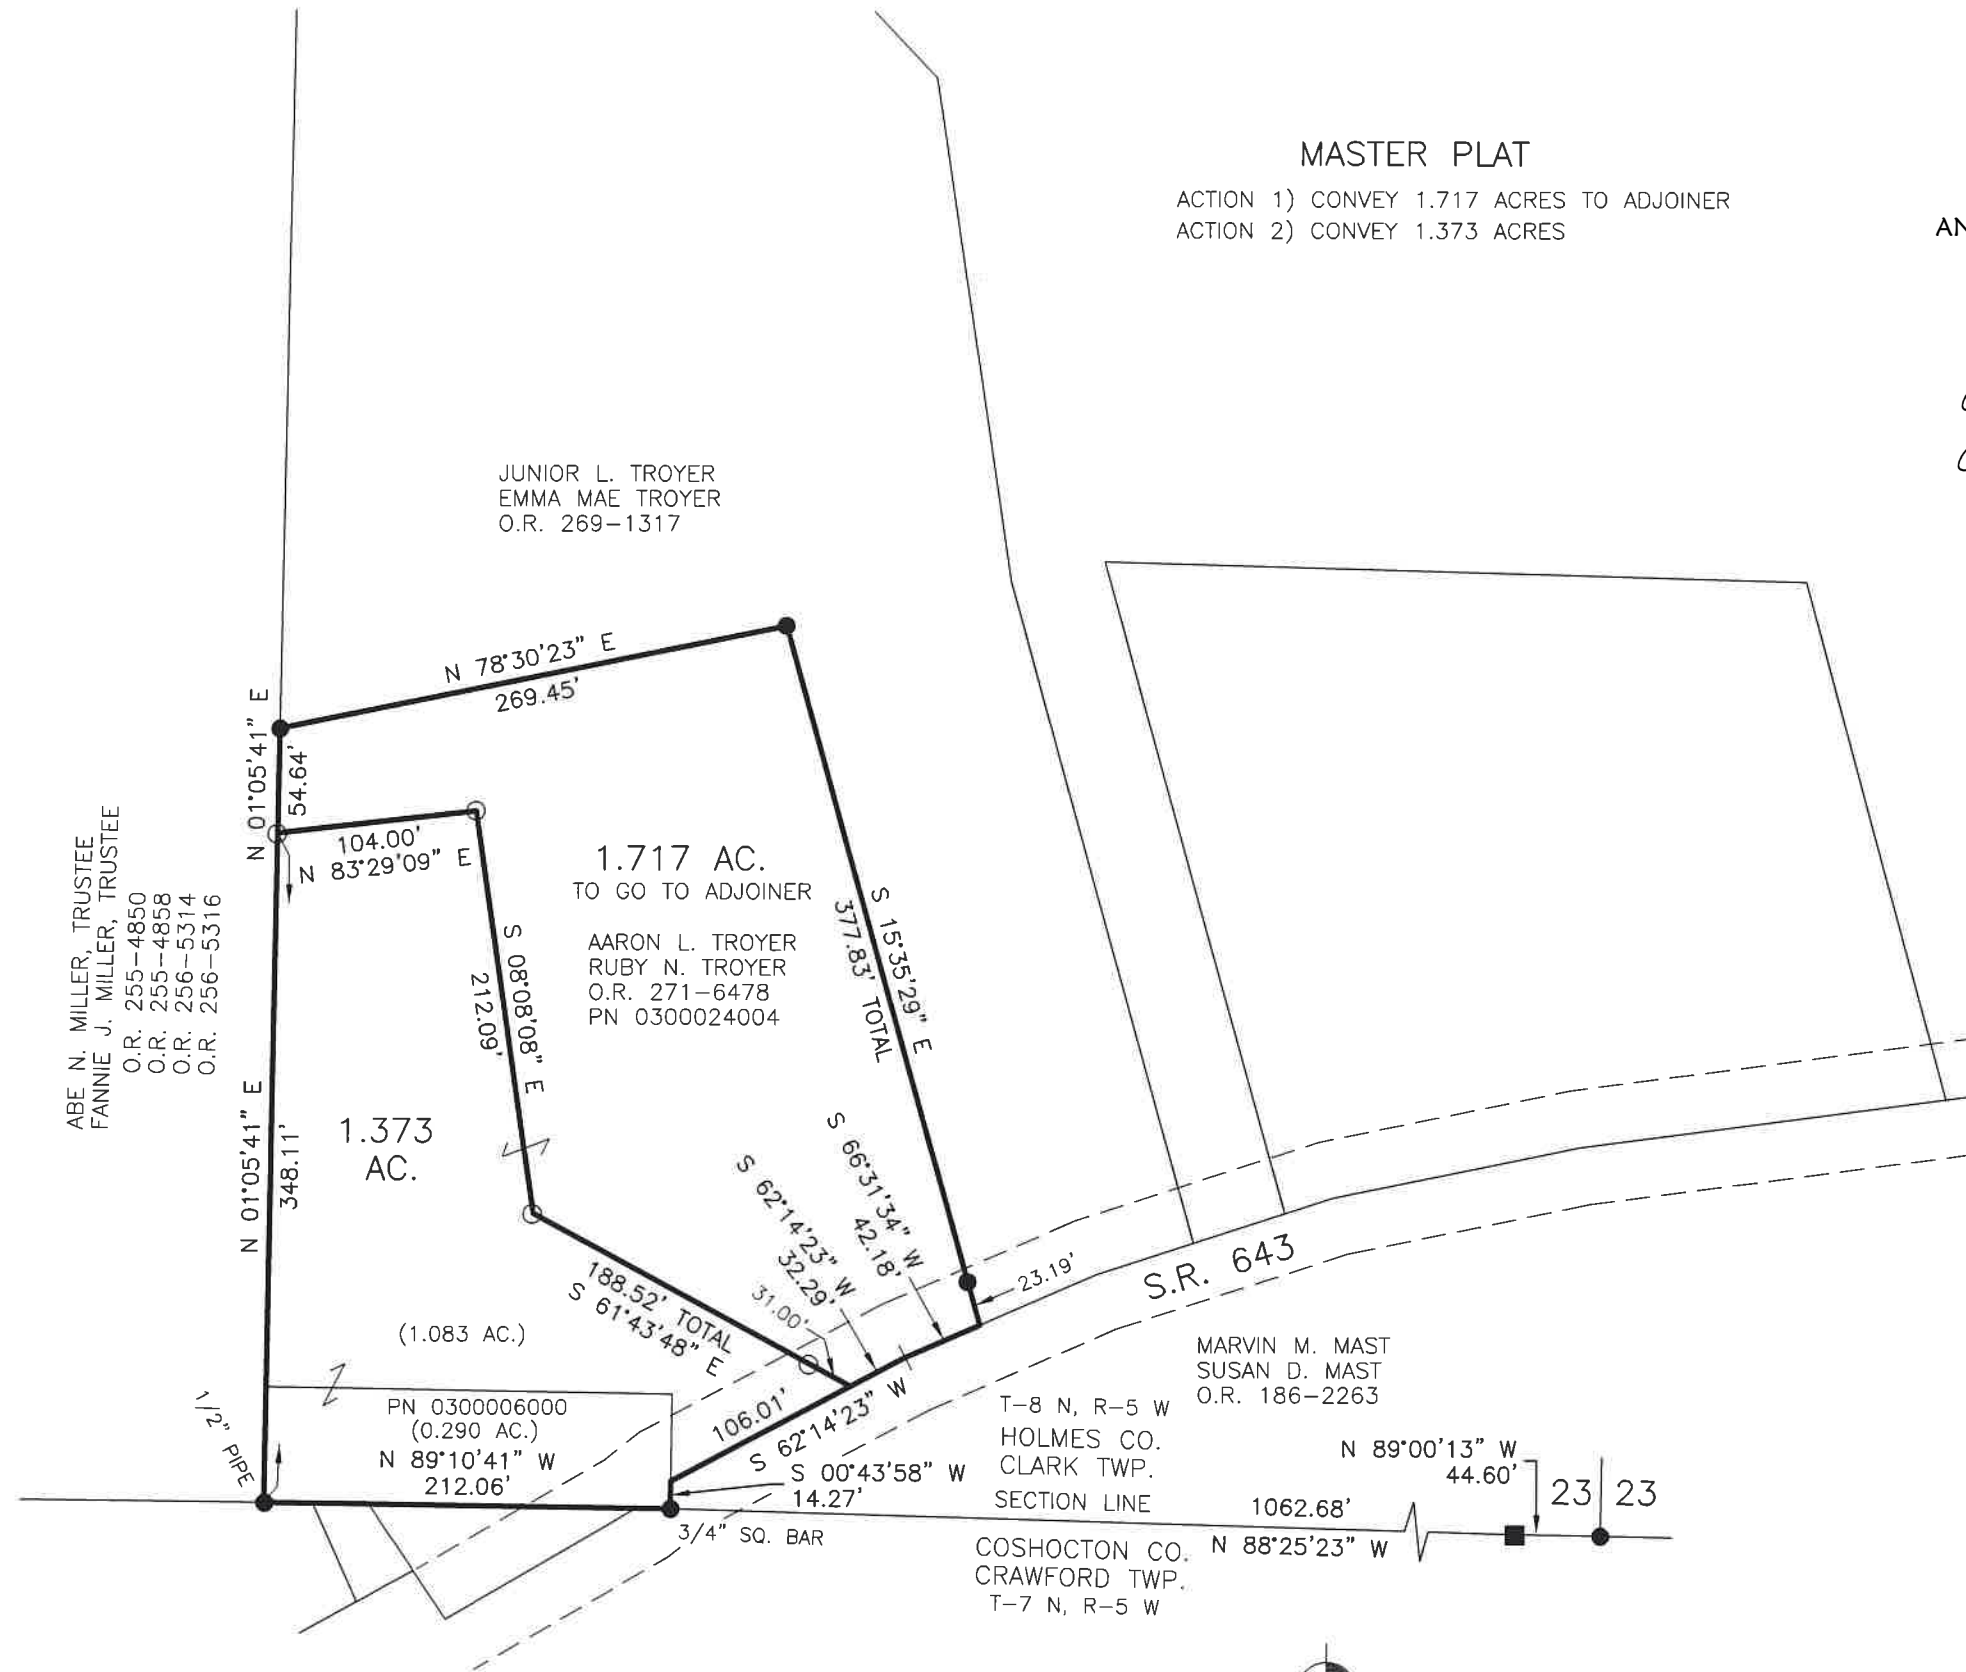 MASTER PLAT
ACTION 1) CONVEY 1.717 ACRES TO ADJOINER
ACTION 2) CONVEY 1.373 ACRES
AN
JUNIOR L. TROYER
EMMA MAE TROYER
O.R. 269-1317
N 78°30'23" E
269.45'
N 01°05'41" E
54.64'
104.00'
N 83°29'09" E
1.717 AC.
TO GO TO ADJOINER
AARON L. TROYER
RUBY N. TROYER
O.R. 271-6478
PN 0300024004
S 15°35'29" E
377.83' TOTAL
S 08°08'08" E
212.09'
ABE N. MILLER, TRUSTEE
FANNIE J. MILLER, TRUSTEE
O.R. 255-4850
O.R. 255-4858
O.R. 256-5314
O.R. 256-5316
N 01°05'41" E
348.11'
1.373
AC.
S 66°31'34" W
42.18'
S 62°14'23" W
32.29'
31.00'
23.19'
S.R. 643
188.52' TOTAL
S 61°43'48" E
(1.083 AC.)
PN 0300006000
(0.290 AC.)
N 89°10'41" W
212.06'
1/2" PIPE
106.01'
S 62°14'23" W
S 00°43'58" W
14.27'
3/4" SQ. BAR
MARVIN M. MAST
SUSAN D. MAST
O.R. 186-2263
T-8 N, R-5 W
HOLMES CO.
CLARK TWP.
SECTION LINE
1062.68'
N 88°25'23" W
N 89°00'13" W
44.60'
23 23
COSHOCTON CO.
CRAWFORD TWP.
T-7 N, R-5 W